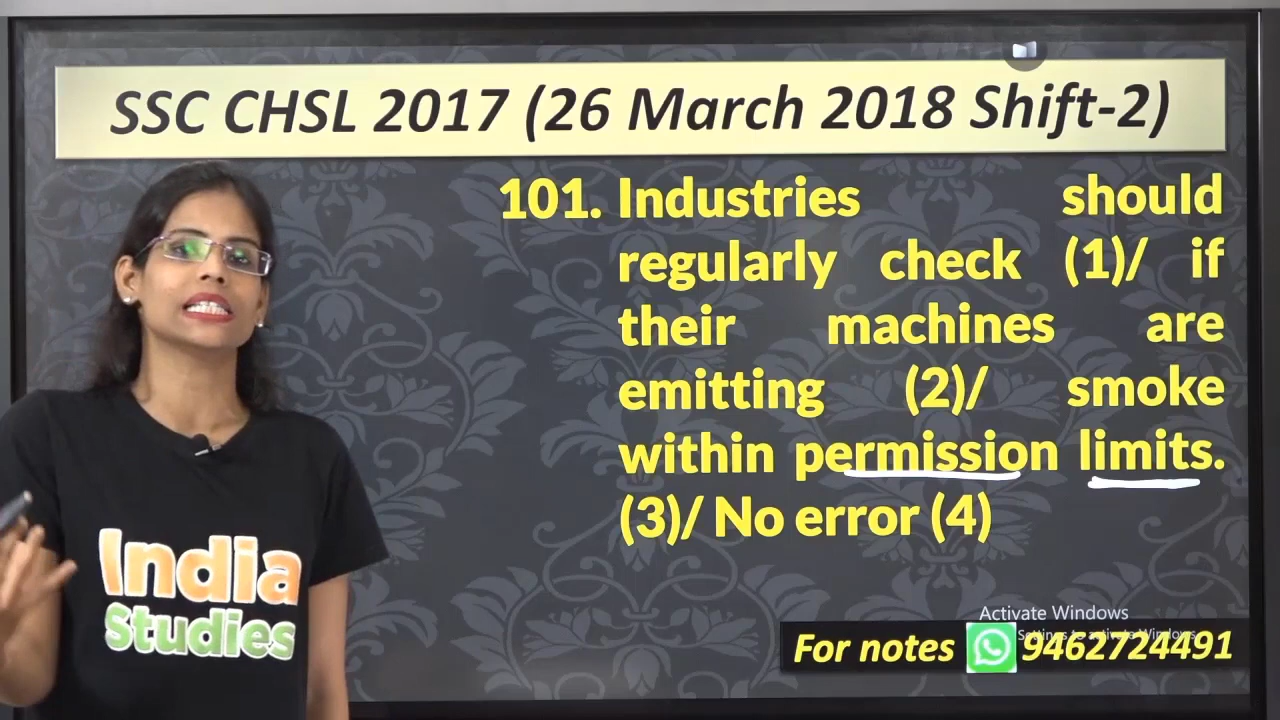 SSC CHSL 2017 (26 March 2018 Shift-2)
101. Industries should
regularly check (1)/ if
their machines are
emitting (2)/ smoke
within permission limits.
(3)/ No error (4)
India
Studies
Activate Windows
For notes 9462724491